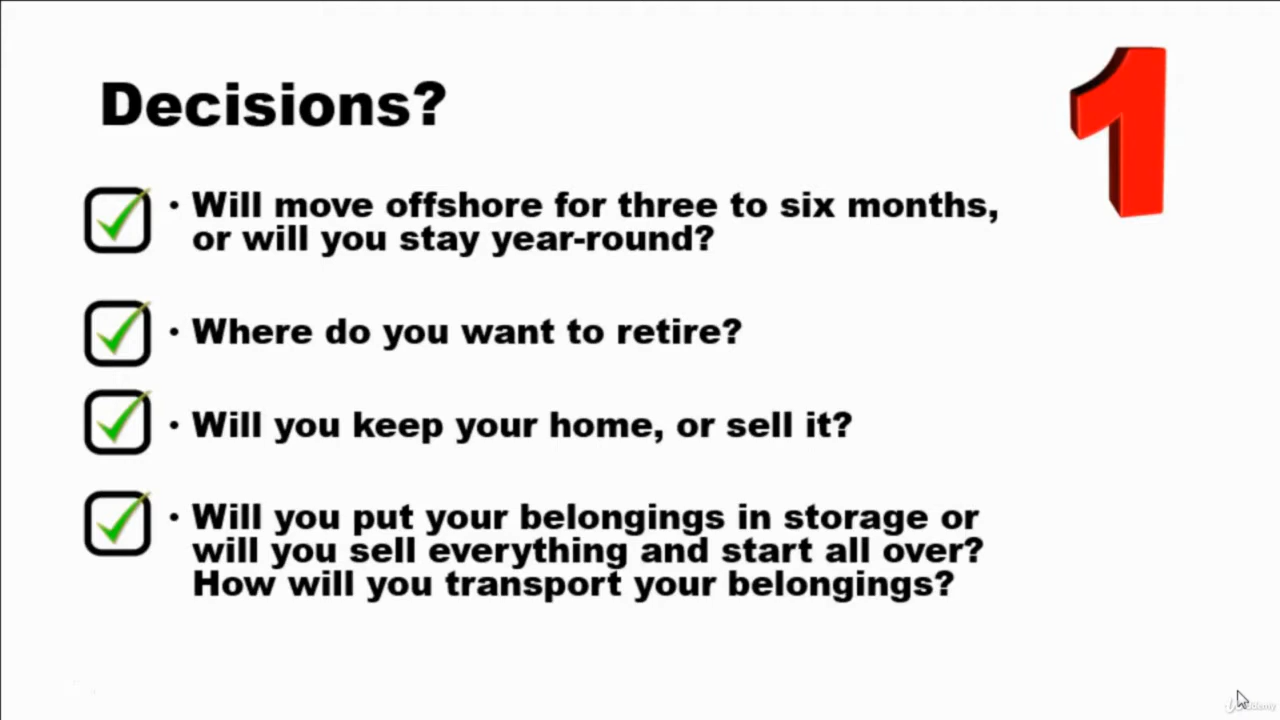 Decisions?
1
• Will move offshore for three to six months,
or will you stay year-round?
• Where do you want to retire?
• Will you keep your home, or sell it?
• Will you put your belongings in storage or
will you sell everything and start all over?
How will you transport your belongings?